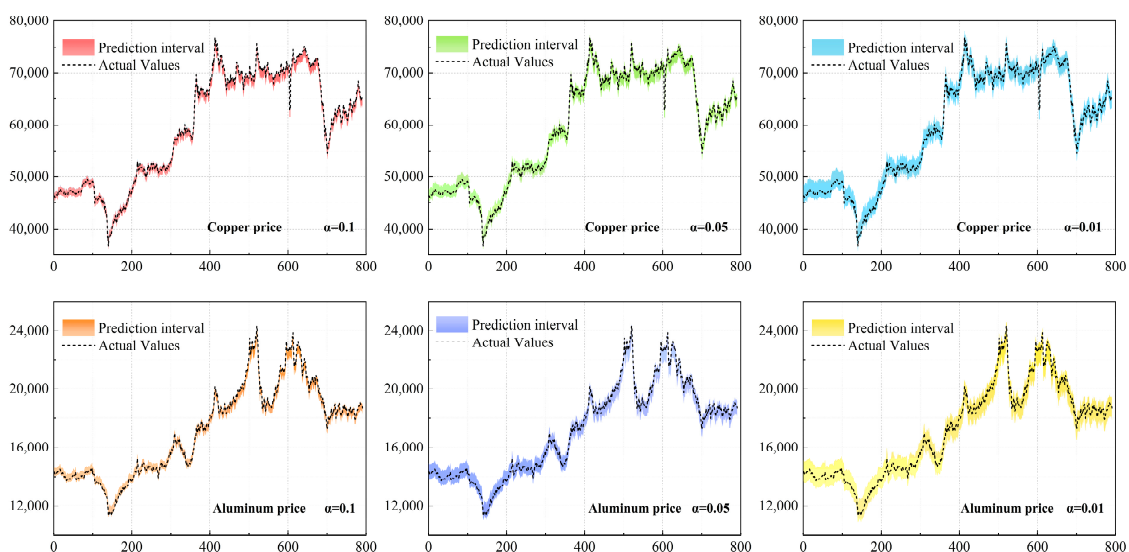 80,000
70,000
60,000
50,000
40,000
Prediction interval
Actual Values
Copper price α=0.1
0 200 400 600 800
80,000
70,000
60,000
50,000
40,000
Prediction interval
Actual Values
Copper price α=0.05
0 200 400 600 800
80,000
70,000
60,000
50,000
40,000
Prediction interval
Actual Values
Copper price α=0.01
0 200 400 600 800
24,000
20,000
16,000
12,000
Prediction interval
Actual Values
Aluminum price α=0.1
0 200 400 600 800
24,000
20,000
16,000
12,000
Prediction interval
Actual Values
Aluminum price α=0.05
0 200 400 600 800
24,000
20,000
16,000
12,000
Prediction interval
Actual Values
Aluminum price α=0.01
0 200 400 600 800